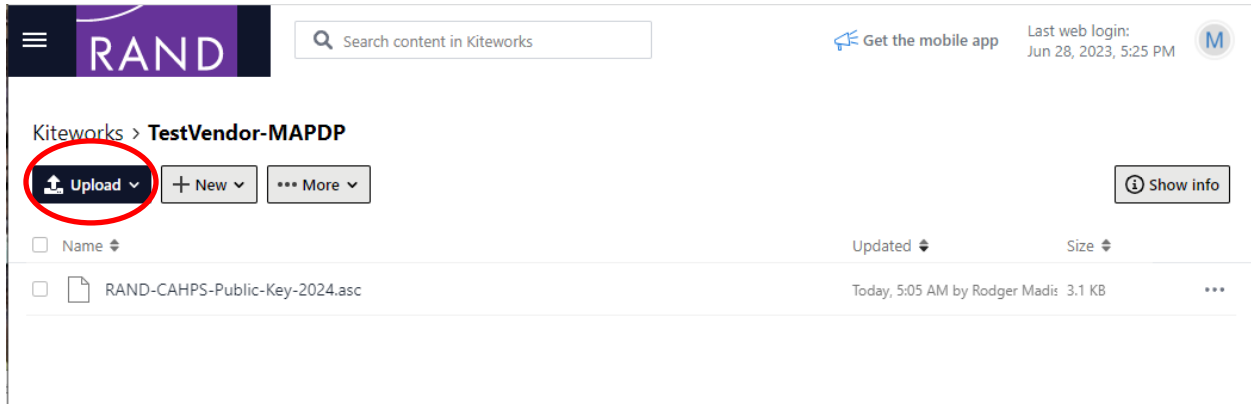 RAND
Search content in Kiteworks
Get the mobile app
Last web login:
Jun 28, 2023, 5:25 PM
M
Kiteworks > TestVendor-MAPDP
Upload
+ New
••• More
Show info
Name
Updated
Size
RAND-CAHPS-Public-Key-2024.asc
Today, 5:05 AM by Rodger Madis
3.1 KB
•••